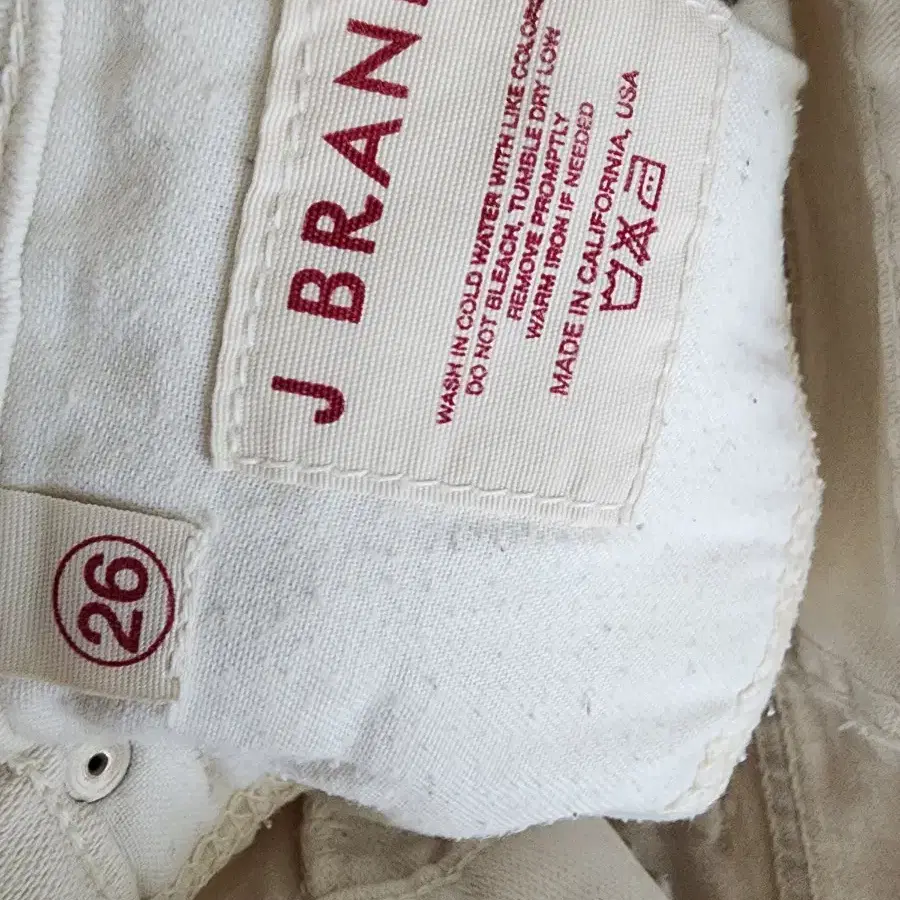 J BRAND
WASH IN COLD WATER WITH LIKE COLORS
DO NOT BLEACH, TUMBLE DRY LOW
REMOVE PROMPTLY
WARM IRON IF NEEDED
MADE IN CALIFORNIA, USA
26